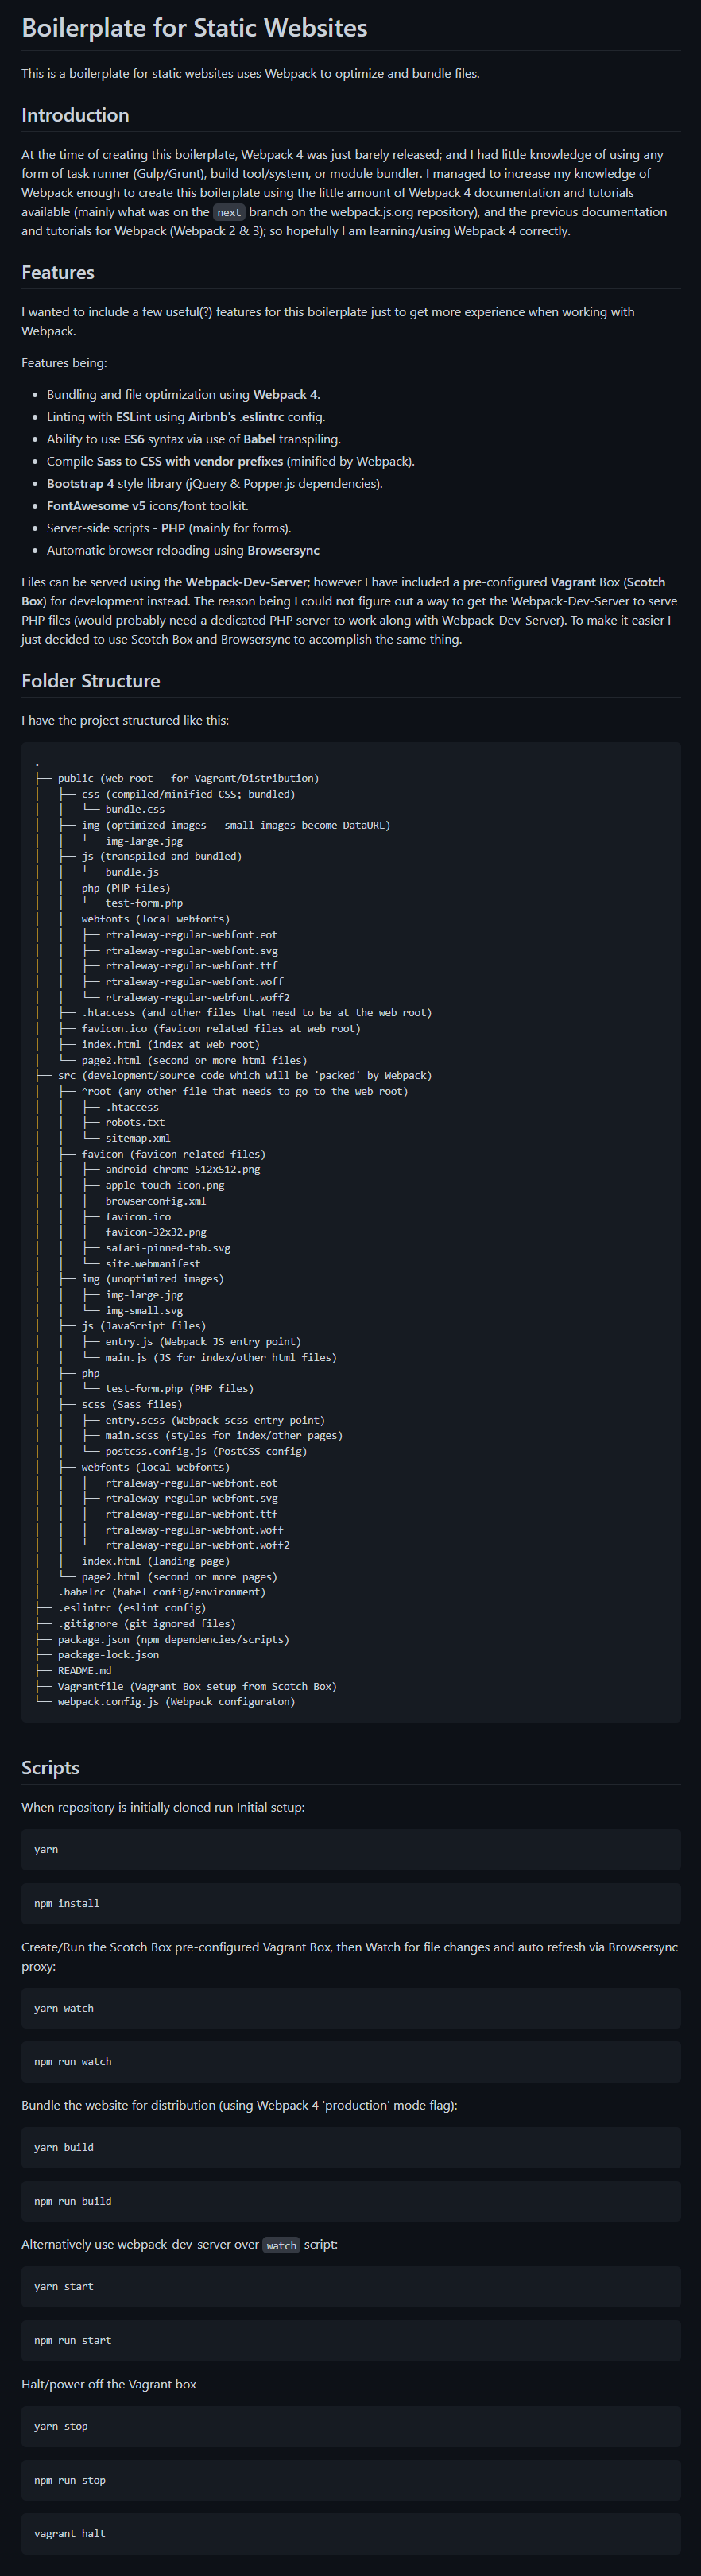 Boilerplate for Static Websites
This is a boilerplate for static websites uses Webpack to optimize and bundle files.
Introduction
At the time of creating this boilerplate, Webpack 4 was just barely released; and I had little knowledge of using any
form of task runner (Gulp/Grunt), build tool/system, or module bundler. I managed to increase my knowledge of
Webpack enough to create this boilerplate using the little amount of Webpack 4 documentation and tutorials
available (mainly what was on the next branch on the webpack.js.org repository), and the previous documentation
and tutorials for Webpack (Webpack 2 & 3); so hopefully I am learning/using Webpack 4 correctly.
Features
I wanted to include a few useful(?) features for this boilerplate just to get more experience when working with
Webpack.
Features being:
• Bundling and file optimization using Webpack 4.
• Linting with ESLint using Airbnb's .eslintrc config.
• Ability to use ES6 syntax via use of Babel transpiling.
• Compile Sass to CSS with vendor prefixes (minified by Webpack).
• Bootstrap 4 style library (jQuery & Popper.js dependencies).
• FontAwesome v5 icons/font toolkit.
• Server-side scripts - PHP (mainly for forms).
• Automatic browser reloading using Browsersync
Files can be served using the Webpack-Dev-Server; however I have included a pre-configured Vagrant Box (Scotch
Box) for development instead. The reason being I could not figure out a way to get the Webpack-Dev-Server to serve
PHP files (would probably need a dedicated PHP server to work along with Webpack-Dev-Server). To make it easier I
just decided to use Scotch Box and Browsersync to accomplish the same thing.
Folder Structure
I have the project structured like this:
.
├── public (web root - for Vagrant/Distribution)
│   ├── css (compiled/minified CSS; bundled)
│   │   └── bundle.css
│   ├── img (optimized images - small images become DataURL)
│   │   └── img-large.jpg
│   ├── js (transpiled and bundled)
│   │   └── bundle.js
│   ├── php (PHP files)
│   │   └── test-form.php
│   ├── webfonts (local webfonts)
│   │   ├── rtraleway-regular-webfont.eot
│   │   ├── rtraleway-regular-webfont.svg
│   │   ├── rtraleway-regular-webfont.ttf
│   │   ├── rtraleway-regular-webfont.woff
│   │   └── rtraleway-regular-webfont.woff2
│   ├── .htaccess (and other files that need to be at the web root)
│   ├── favicon.ico (favicon related files at web root)
│   ├── index.html (index at web root)
│   └── page2.html (second or more html files)
├── src (development/source code which will be 'packed' by Webpack)
│   ├── ^root (any other file that needs to go to the web root)
│   │   ├── .htaccess
│   │   ├── robots.txt
│   │   └── sitemap.xml
│   ├── favicon (favicon related files)
│   │   ├── android-chrome-512x512.png
│   │   ├── apple-touch-icon.png
│   │   ├── browserconfig.xml
│   │   ├── favicon.ico
│   │   ├── favicon-32x32.png
│   │   ├── safari-pinned-tab.svg
│   │   └── site.webmanifest
│   ├── img (unoptimized images)
│   │   ├── img-large.jpg
│   │   └── img-small.svg
│   ├── js (JavaScript files)
│   │   ├── entry.js (Webpack JS entry point)
│   │   └── main.js (JS for index/other html files)
│   ├── php
│   │   └── test-form.php (PHP files)
│   ├── scss (Sass files)
│   │   ├── entry.scss (Webpack scss entry point)
│   │   ├── main.scss (styles for index/other pages)
│   │   └── postcss.config.js (PostCSS config)
│   ├── webfonts (local webfonts)
│   │   ├── rtraleway-regular-webfont.eot
│   │   ├── rtraleway-regular-webfont.svg
│   │   ├── rtraleway-regular-webfont.ttf
│   │   ├── rtraleway-regular-webfont.woff
│   │   └── rtraleway-regular-webfont.woff2
│   ├── index.html (landing page)
│   └── page2.html (second or more pages)
├── .babelrc (babel config/environment)
├── .eslintrc (eslint config)
├── .gitignore (git ignored files)
├── package.json (npm dependencies/scripts)
├── package-lock.json
├── README.md
├── Vagrantfile (Vagrant Box setup from Scotch Box)
└── webpack.config.js (Webpack configuraton)
Scripts
When repository is initially cloned run Initial setup:
yarn
npm install
Create/Run the Scotch Box pre-configured Vagrant Box, then Watch for file changes and auto refresh via Browsersync
proxy:
yarn watch
npm run watch
Bundle the website for distribution (using Webpack 4 'production' mode flag):
yarn build
npm run build
Alternatively use webpack-dev-server over watch script:
yarn start
npm run start
Halt/power off the Vagrant box
yarn stop
npm run stop
vagrant halt